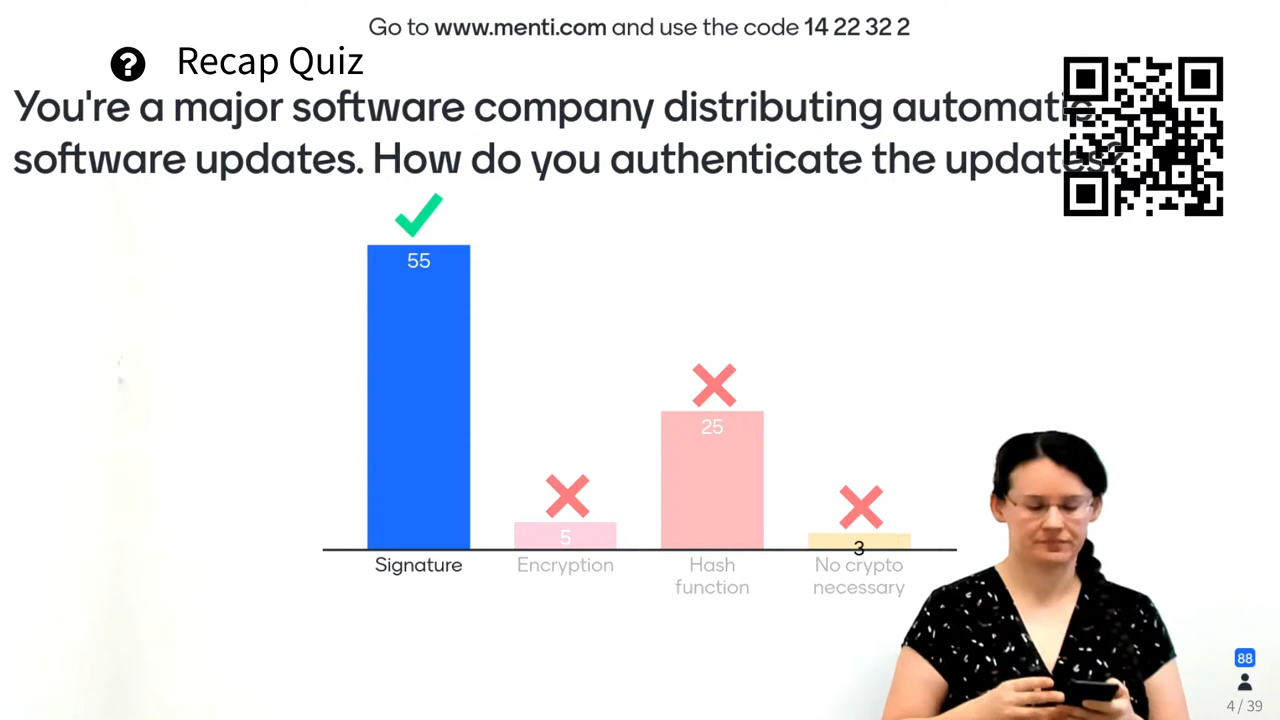 Go to www.menti.com and use the code 14 22 32 2
? Recap Quiz
You're a major software company distributing automatic
software updates. How do you authenticate the updates?
55
5
25
3
Signature
Encryption
Hash
function
No crypto
necessary
88
4 / 39